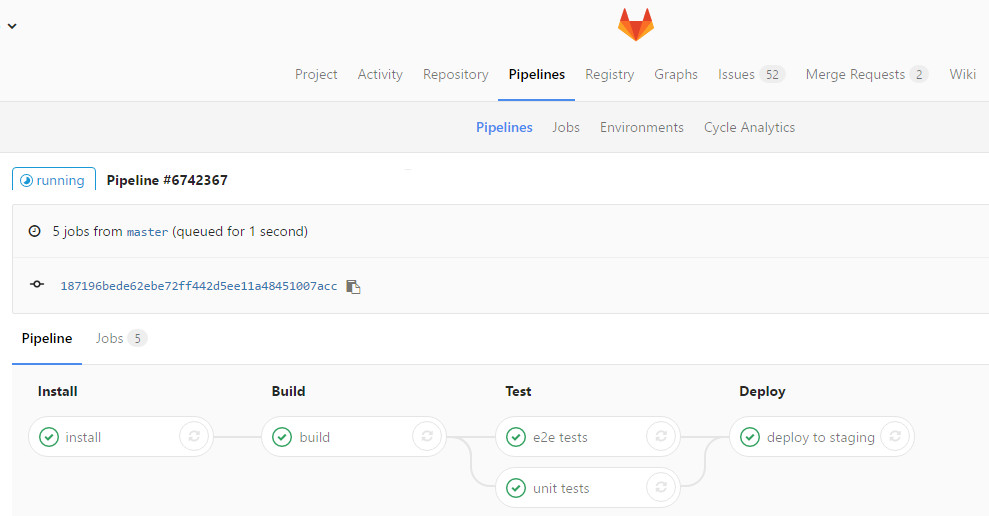 Project Activity Repository Pipelines Registry Graphs Issues 52 Merge Requests 2 Wiki
Pipelines Jobs Environments Cycle Analytics
running Pipeline #6742367
5 jobs from master (queued for 1 second)
187196bede62ebe72ff442d5ee11a48451007acc
Pipeline Jobs 5
Install Build Test Deploy
install build e2e tests deploy to staging
unit tests